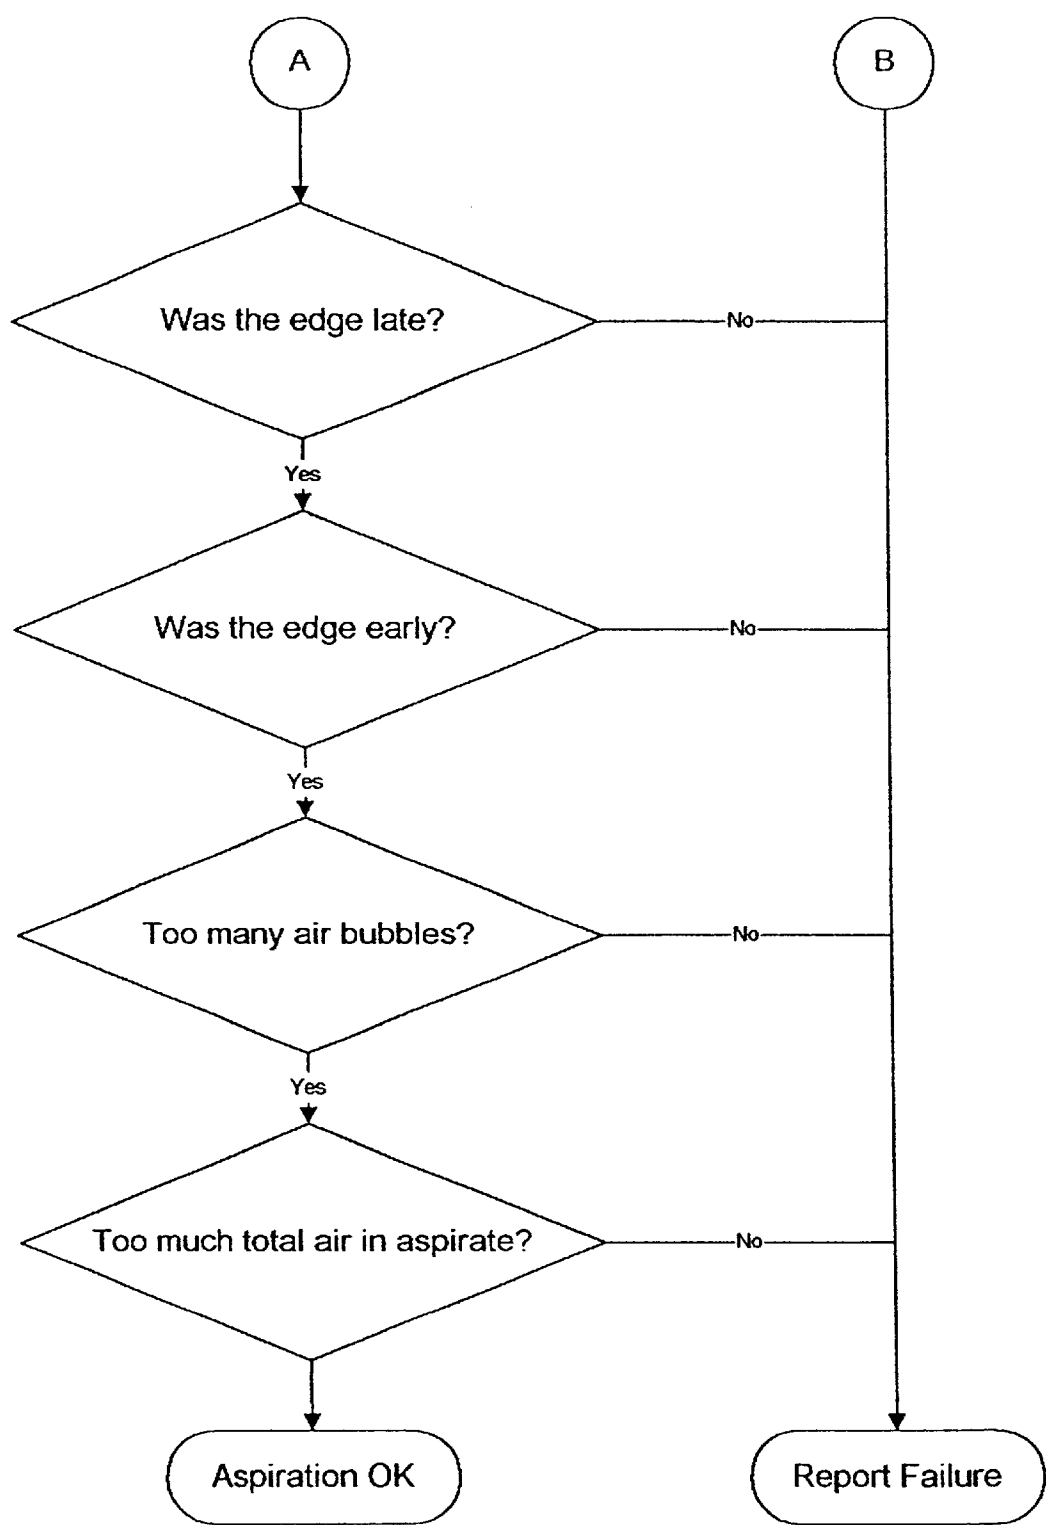 A
B
Was the edge late?
No
Yes
Was the edge early?
No
Yes
Too many air bubbles?
No
Yes
Too much total air in aspirate?
No
Aspiration OK
Report Failure